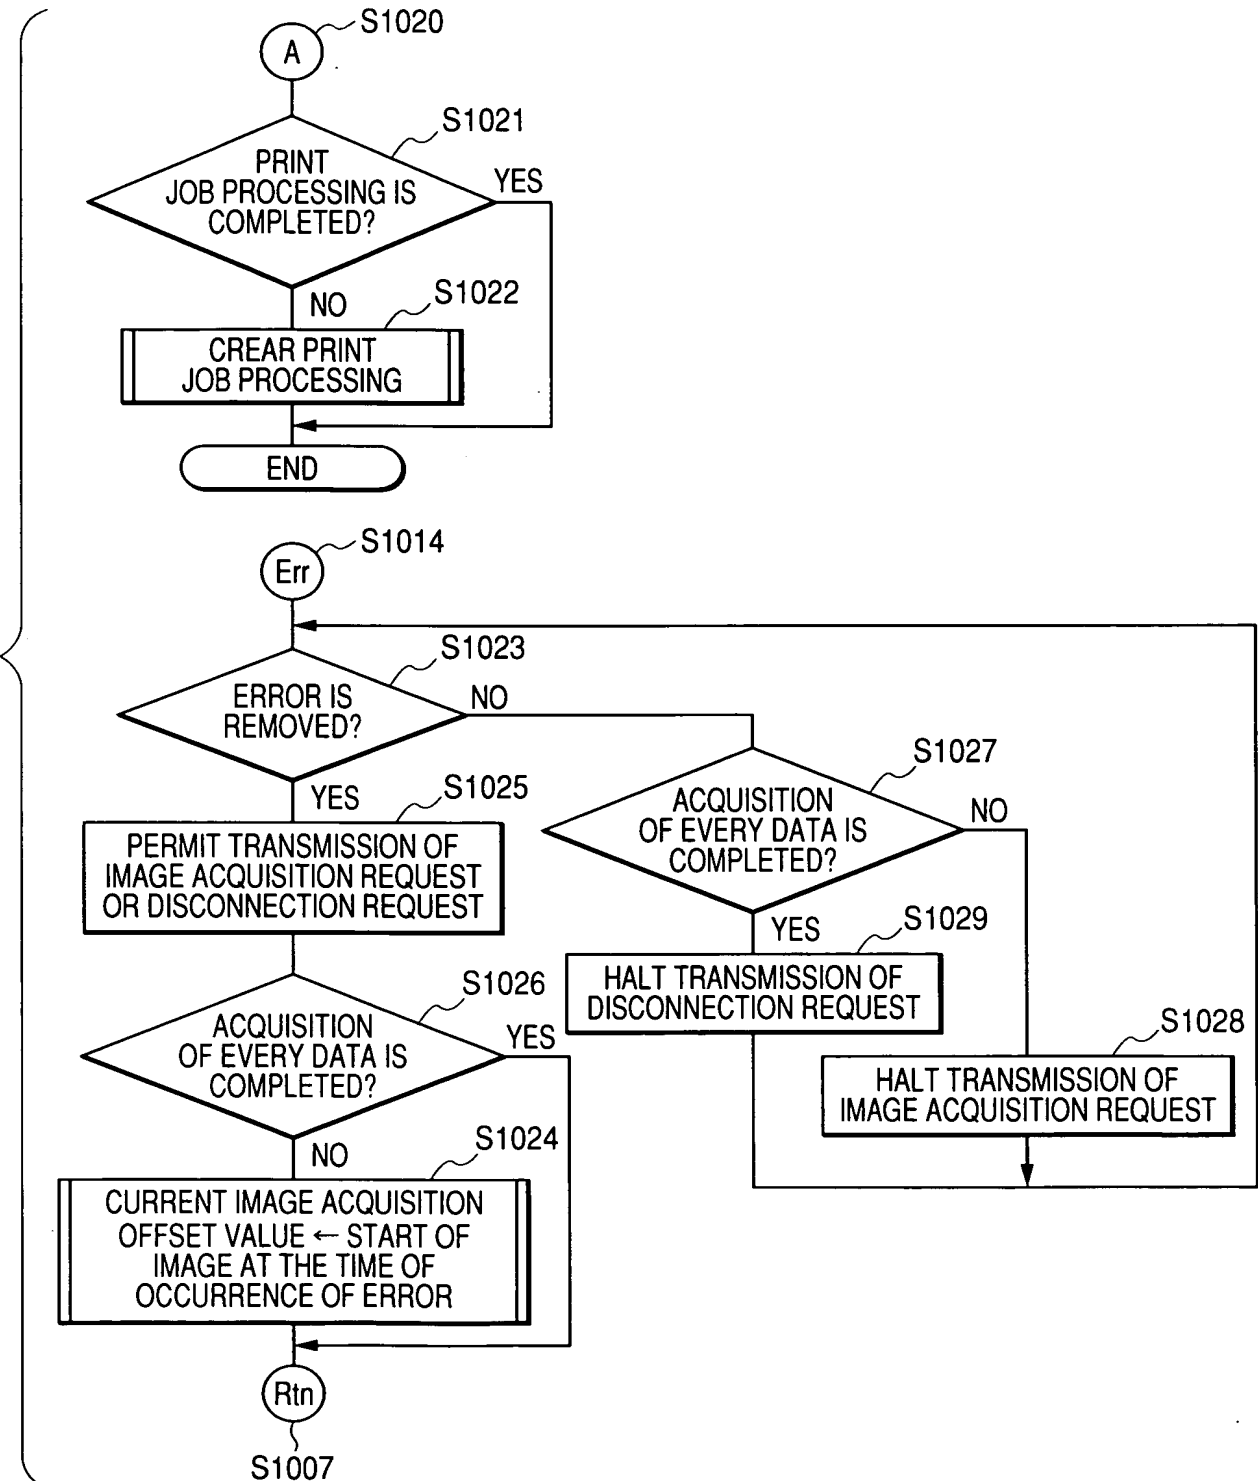 S1020
A
S1021
PRINT
JOB PROCESSING IS
COMPLETED?
YES
NO
S1022
CREAR PRINT
JOB PROCESSING
END
S1014
Err
S1023
ERROR IS
REMOVED?
NO
YES
S1025
PERMIT TRANSMISSION OF
IMAGE ACQUISITION REQUEST
OR DISCONNECTION REQUEST
S1027
ACQUISITION
OF EVERY DATA IS
COMPLETED?
NO
YES
S1029
HALT TRANSMISSION OF
DISCONNECTION REQUEST
S1028
HALT TRANSMISSION OF
IMAGE ACQUISITION REQUEST
S1026
ACQUISITION
OF EVERY DATA IS
COMPLETED?
YES
NO
S1024
CURRENT IMAGE ACQUISITION
OFFSET VALUE ← START OF
IMAGE AT THE TIME OF
OCCURRENCE OF ERROR
Rtn
S1007